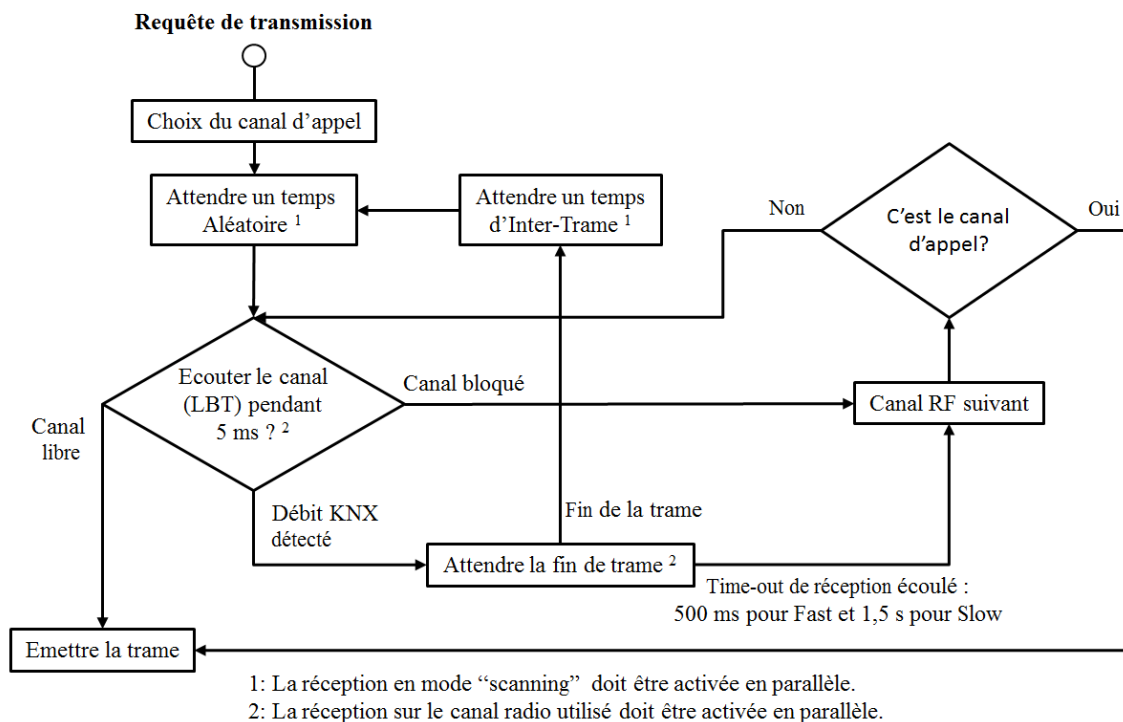 Requête de transmission
Choix du canal d'appel
Attendre un temps
Aléatoire 1
Attendre un temps
d'Inter-Trame 1
Non
C'est le canal
d'appel?
Oui
Ecouter le canal
(LBT) pendant
5 ms ? 2
Canal bloqué
Canal RF suivant
Canal
libre
Débit KNX
détecté
Fin de la trame
Attendre la fin de trame 2
Time-out de réception écoulé :
500 ms pour Fast et 1,5 s pour Slow
Emettre la trame
1: La réception en mode “scanning” doit être activée en parallèle.
2: La réception sur le canal radio utilisé doit être activée en parallèle.